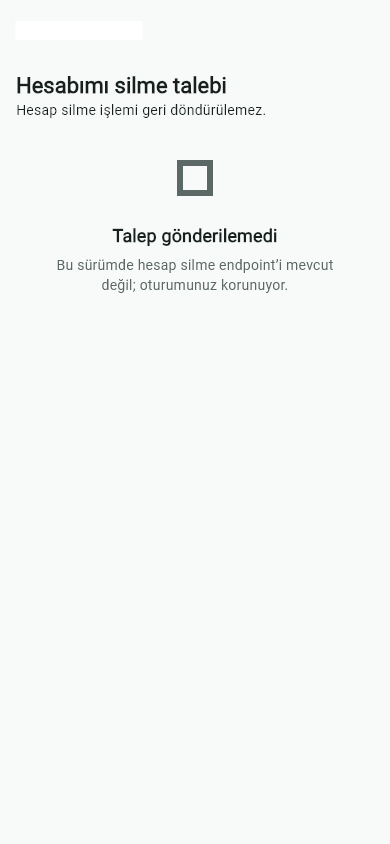 Hesabımı silme talebi
Hesap silme işlemi geri döndürülemez.
Talep gönderilemedi
Bu sürümde hesap silme endpoint’i mevcut
değil; oturumunuz korunuyor.